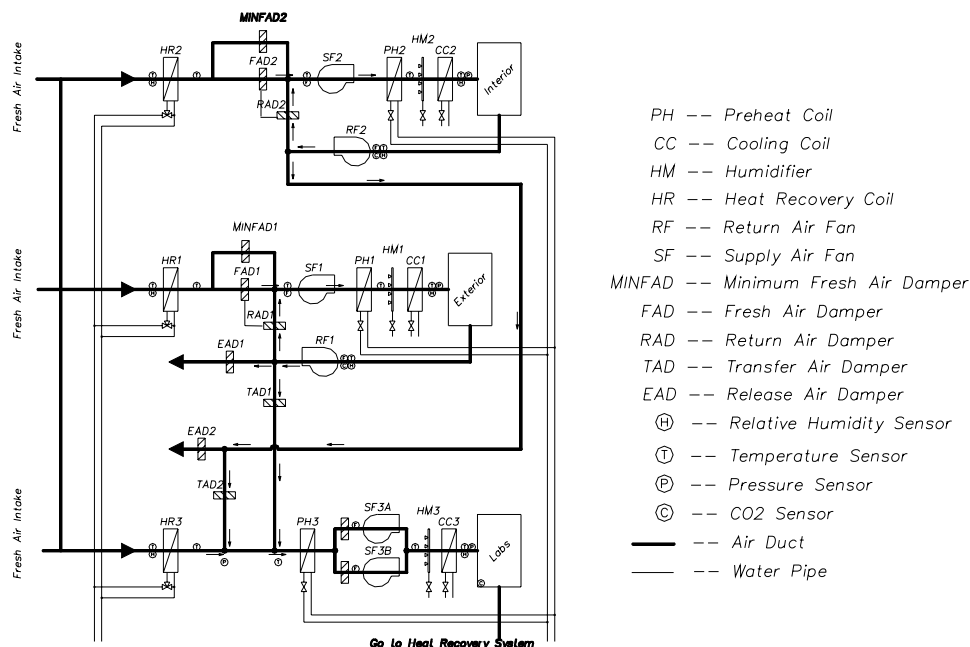 MINFAD2
Fresh Air Intake
HR2
FAD2
SF2
PH2
HM2
CC2
T
H
T
T
P
T
T
H
P
Interior
RAD2
RF2
P
C
T
H
MINFAD1
Fresh Air Intake
HR1
FAD1
SF1
PH1
HM1
CC1
T
H
T
T
P
T
T
H
P
Exterior
RAD1
EAD1
RF1
P
C
T
H
TAD1
EAD2
TAD2
Fresh Air Intake
HR3
PH3
SF3A
SF3B
HM3
CC3
T
H
T
P
T
P
P
T
T
H
P
C
Labs
Go to Heat Recovery System
PH -- Preheat Coil
CC -- Cooling Coil
HM -- Humidifier
HR -- Heat Recovery Coil
RF -- Return Air Fan
SF -- Supply Air Fan
MINFAD -- Minimum Fresh Air Damper
FAD -- Fresh Air Damper
RAD -- Return Air Damper
TAD -- Transfer Air Damper
EAD -- Release Air Damper
H -- Relative Humidity Sensor
T -- Temperature Sensor
P -- Pressure Sensor
C -- CO2 Sensor
-- Air Duct
-- Water Pipe